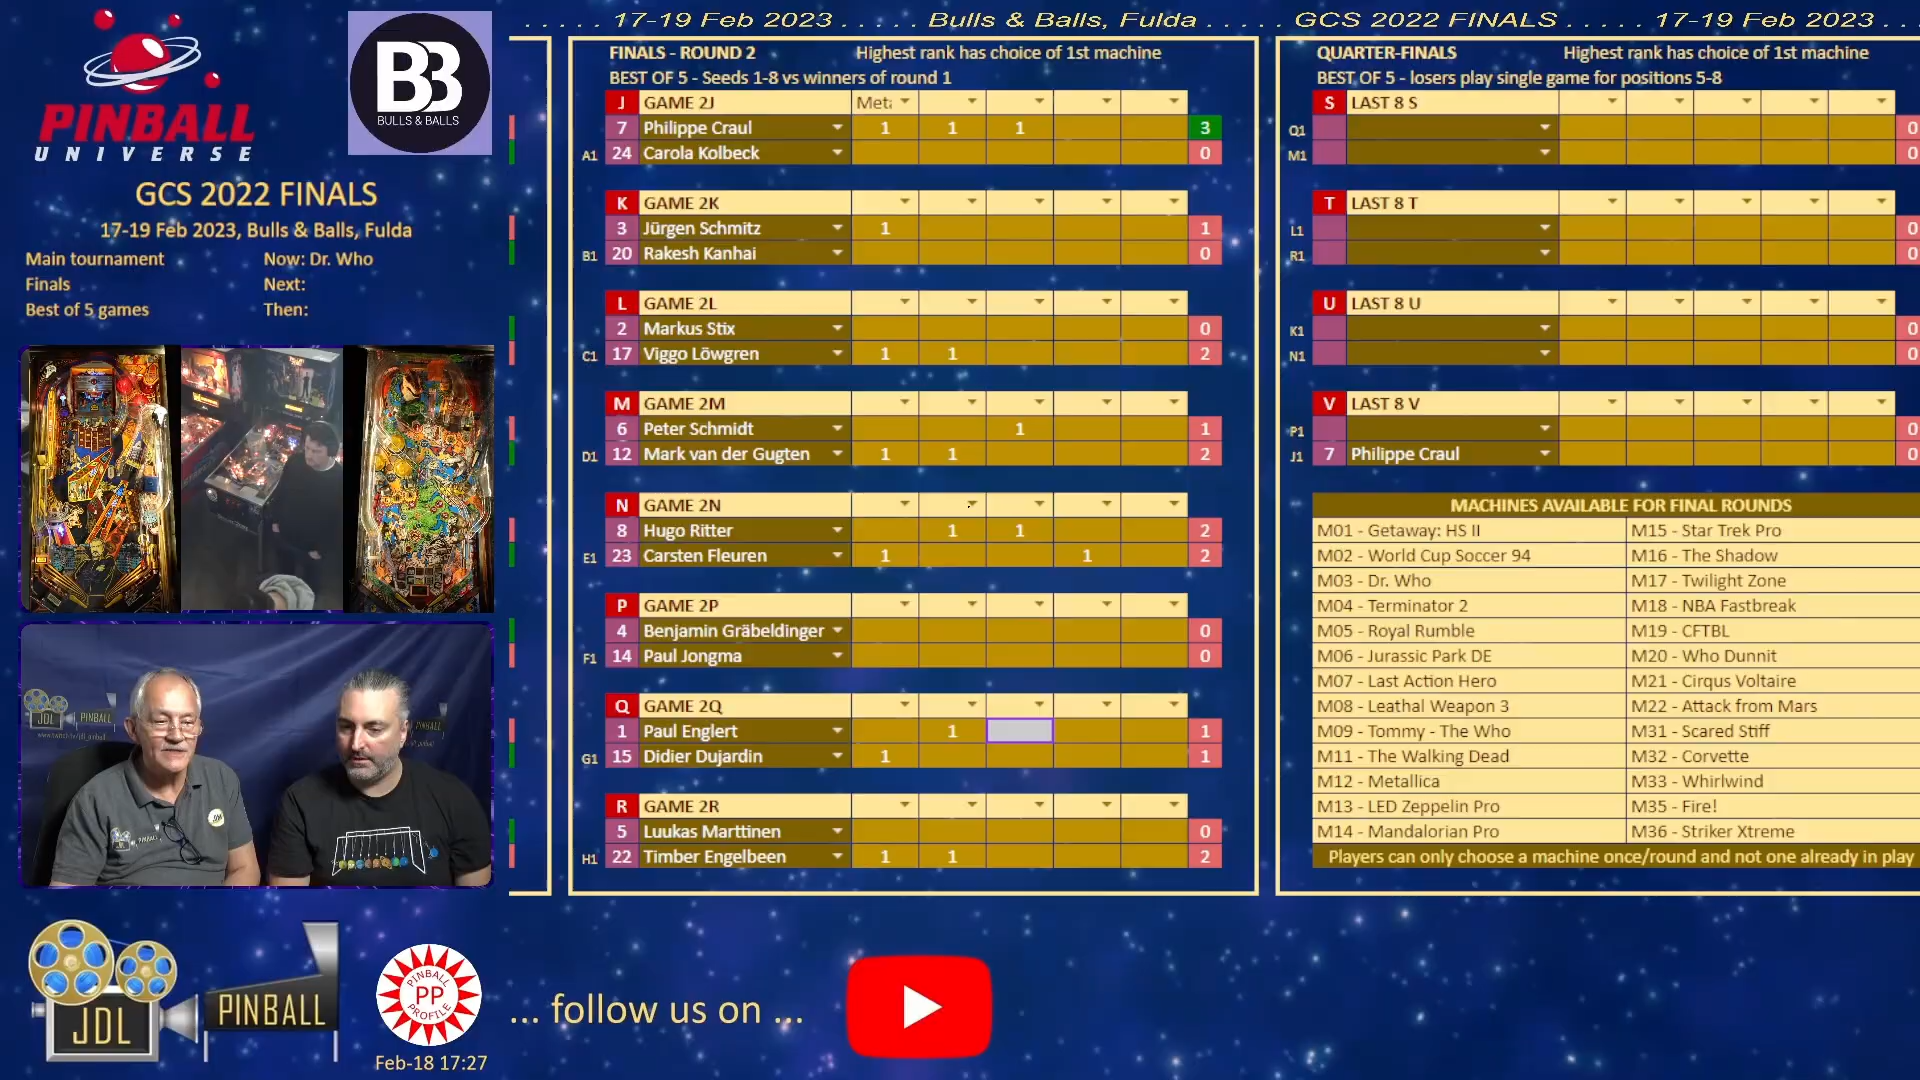 PINBALL
UNIVERSE
BB
BULLS & BALLS
GCS 2022 FINALS
17-19 Feb 2023, Bulls & Balls, Fulda
Main tournament
Now: Dr. Who
Finals
Next:
Best of 5 games
Then:
. . . . . 17-19 Feb 2023 . . . . . Bulls & Balls, Fulda . . . . . GCS 2022 FINALS . . . . . 17-19 Feb 2023 . .
FINALS - ROUND 2 Highest rank has choice of 1st machine
BEST OF 5 - Seeds 1-8 vs winners of round 1
J GAME 2J
7 Philippe Craul 1 1 1 3
A1 24 Carola Kolbeck 0
K GAME 2K
3 Jürgen Schmitz 1 1
B1 20 Rakesh Kanhai 0
L GAME 2L
2 Markus Stix 0
C1 17 Viggo Löwgren 1 1 2
M GAME 2M
6 Peter Schmidt 1 1
D1 12 Mark van der Gugten 1 1 2
N GAME 2N
8 Hugo Ritter 1 1 2
E1 23 Carsten Fleuren 1 1 2
P GAME 2P
4 Benjamin Gräbeldinger 0
F1 14 Paul Jongma 0
Q GAME 2Q
1 Paul Englert 1 1
G1 15 Didier Dujardin 1 1
R GAME 2R
5 Luukas Marttinen 0
H1 22 Timber Engelbeen 1 1 2
QUARTER-FINALS Highest rank has choice of 1st machine
BEST OF 5 - losers play single game for positions 5-8
S LAST 8 S
Q1 0
M1 0
T LAST 8 T
L1 0
R1 0
U LAST 8 U
K1 0
N1 0
V LAST 8 V
P1 0
J1 7 Philippe Craul 0
MACHINES AVAILABLE FOR FINAL ROUNDS
M01 - Getaway: HS II M15 - Star Trek Pro
M02 - World Cup Soccer 94 M16 - The Shadow
M03 - Dr. Who M17 - Twilight Zone
M04 - Terminator 2 M18 - NBA Fastbreak
M05 - Royal Rumble M19 - CFTBL
M06 - Jurassic Park DE M20 - Who Dunnit
M07 - Last Action Hero M21 - Cirqus Voltaire
M08 - Leathal Weapon 3 M22 - Attack from Mars
M09 - Tommy - The Who M31 - Scared Stiff
M11 - The Walking Dead M32 - Corvette
M12 - Metallica M33 - Whirlwind
M13 - LED Zeppelin Pro M35 - Fire!
M14 - Mandalorian Pro M36 - Striker Xtreme
Players can only choose a machine once/round and not one already in play
JDL PINBALL
PINBALL
PP
PROFILE
Feb-18 17:27
... follow us on ...